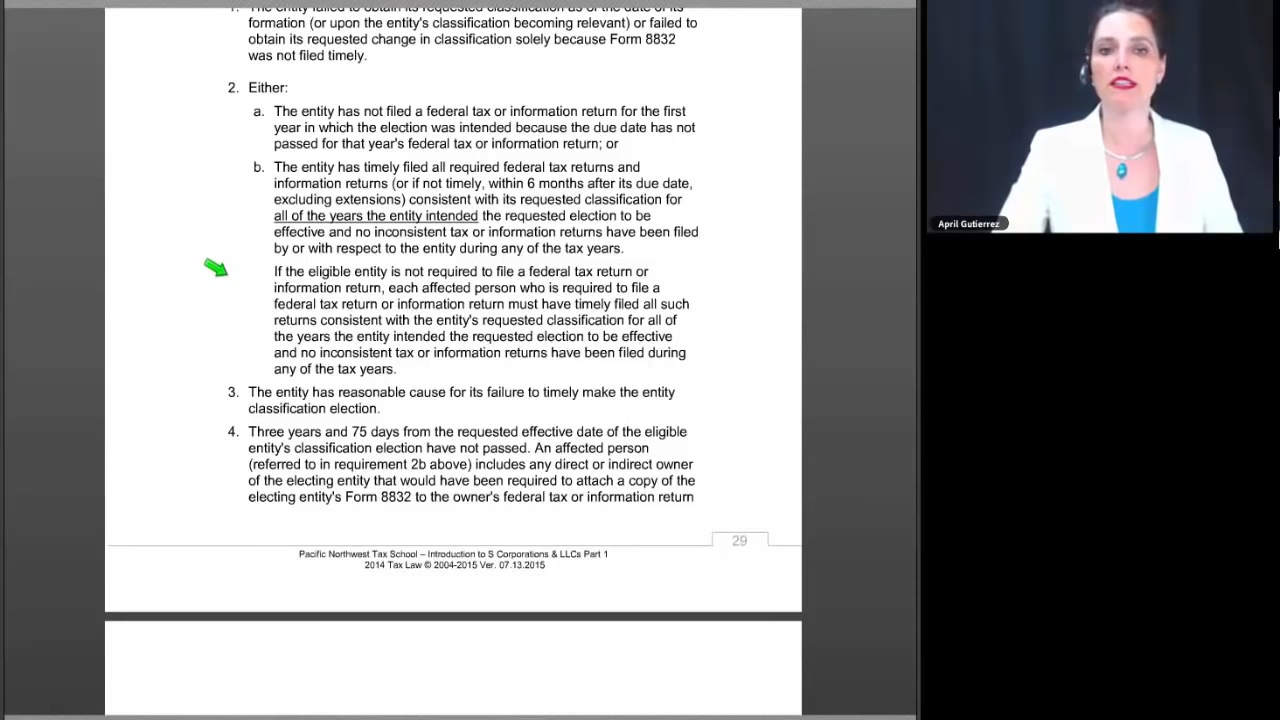 1. The entity failed to obtain its requested classification as of the date of its
formation (or upon the entity's classification becoming relevant) or failed to
obtain its requested change in classification solely because Form 8832
was not filed timely.
2. Either:
a. The entity has not filed a federal tax or information return for the first
year in which the election was intended because the due date has not
passed for that year's federal tax or information return; or
b. The entity has timely filed all required federal tax returns and
information returns (or if not timely, within 6 months after its due date,
excluding extensions) consistent with its requested classification for
all of the years the entity intended the requested election to be
effective and no inconsistent tax or information returns have been filed
by or with respect to the entity during any of the tax years.
If the eligible entity is not required to file a federal tax return or
information return, each affected person who is required to file a
federal tax return or information return must have timely filed all such
returns consistent with the entity's requested classification for all of
the years the entity intended the requested election to be effective
and no inconsistent tax or information returns have been filed during
any of the tax years.
3. The entity has reasonable cause for its failure to timely make the entity
classification election.
4. Three years and 75 days from the requested effective date of the eligible
entity's classification election have not passed. An affected person
(referred to in requirement 2b above) includes any direct or indirect owner
of the electing entity that would have been required to attach a copy of the
electing entity's Form 8832 to the owner's federal tax or information return
29
Pacific Northwest Tax School – Introduction to S Corporations & LLCs Part 1
2014 Tax Law © 2004-2015 Ver. 07.13.2015
April Gutierrez